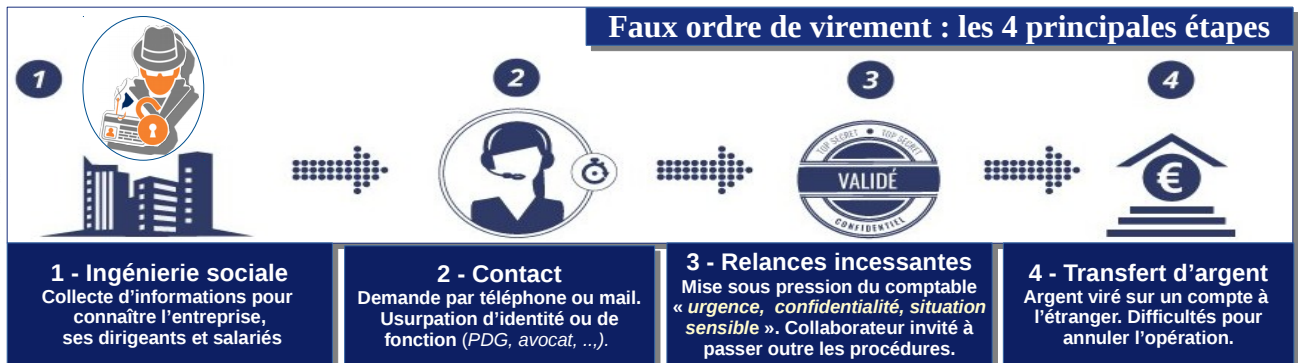 Faux ordre de virement : les 4 principales étapes
1
2
3
4
TOP SECRET • TOP SECRET
VALIDÉ
CONFIDENTIEL
€
1 - Ingénierie sociale
Collecte d’informations pour
connaître l’entreprise,
ses dirigeants et salariés
2 - Contact
Demande par téléphone ou mail.
Usurpation d’identité ou de
fonction (PDG, avocat, ..,).
3 - Relances incessantes
Mise sous pression du comptable
« urgence, confidentialité, situation
sensible ». Collaborateur invité à
passer outre les procédures.
4 - Transfert d’argent
Argent viré sur un compte à
l’étranger. Difficultés pour
annuler l’opération.